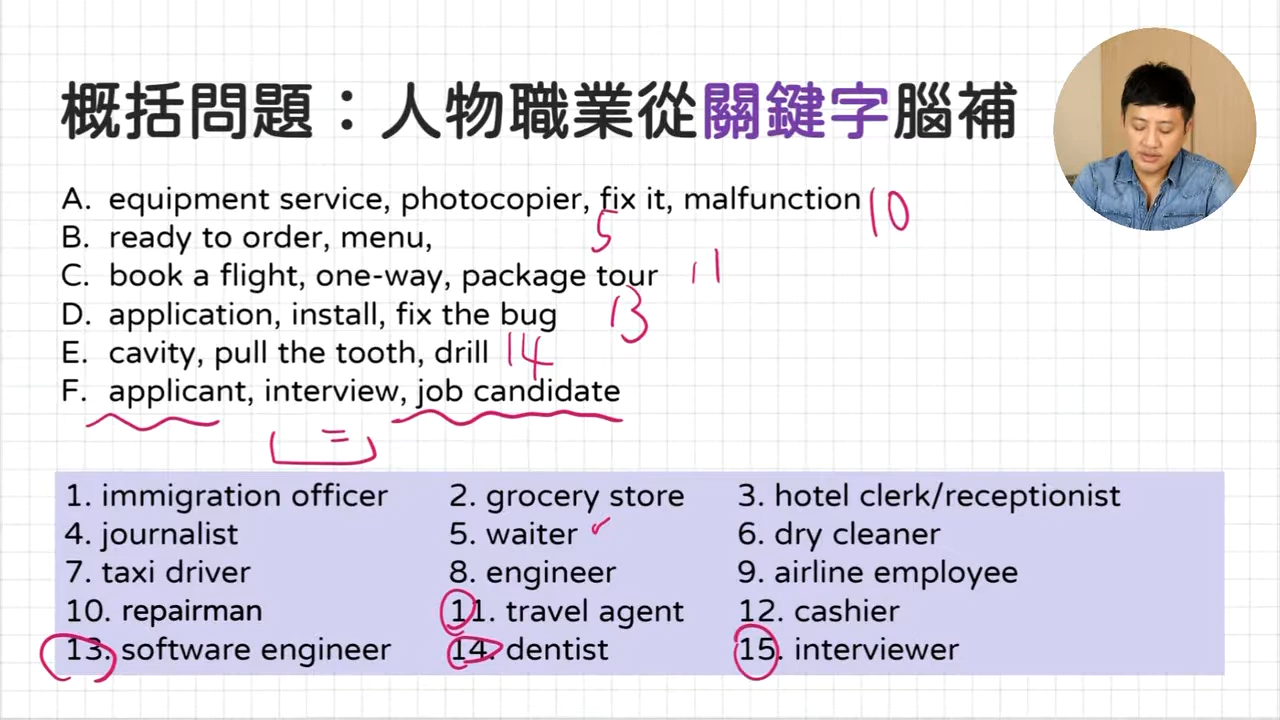 概括問題：人物職業從關鍵字腦補
A. equipment service, photocopier, fix it, malfunction 10
B. ready to order, menu, 5
C. book a flight, one-way, package tour 11
D. application, install, fix the bug 13
E. cavity, pull the tooth, drill 14
F. applicant, interview, job candidate
1. immigration officer 2. grocery store 3. hotel clerk/receptionist
4. journalist 5. waiter 6. dry cleaner
7. taxi driver 8. engineer 9. airline employee
10. repairman 11. travel agent 12. cashier
13. software engineer 14. dentist 15. interviewer